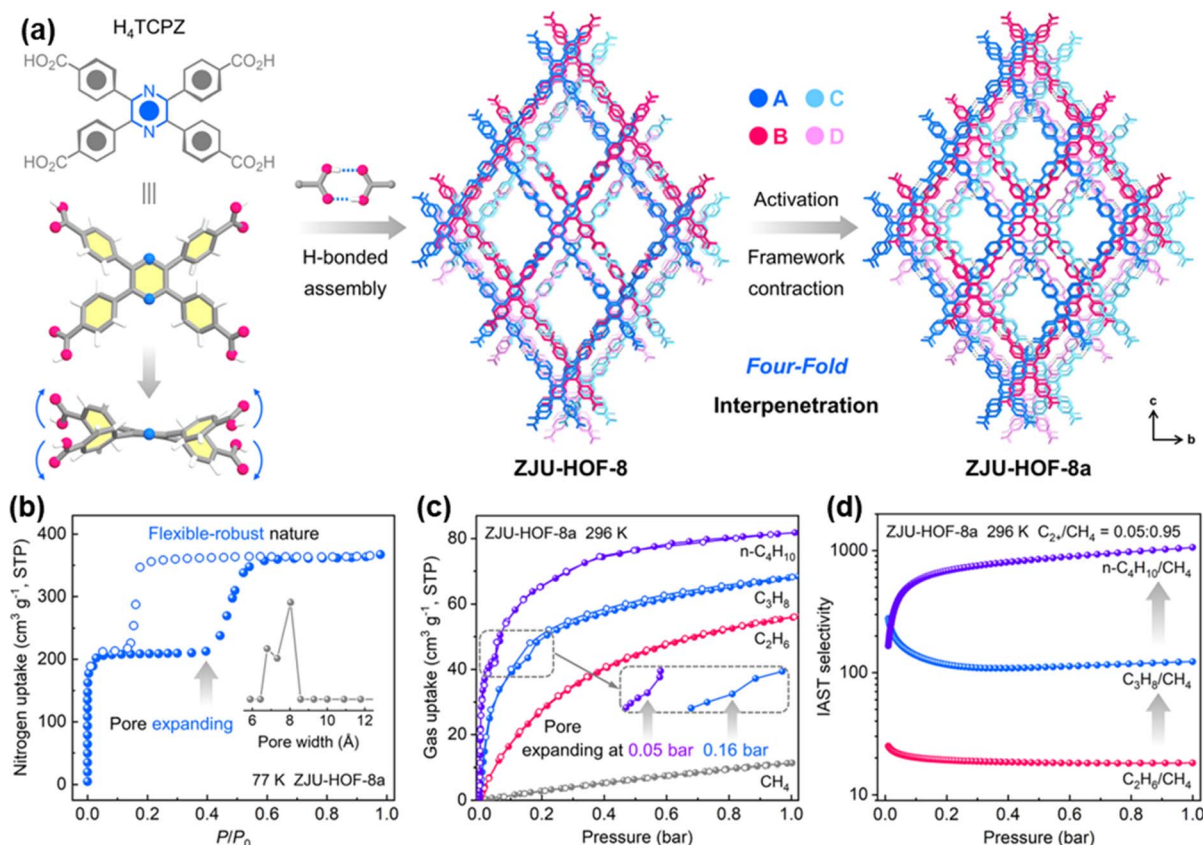 (a)
H₄TCPZ
CO₂H
HO₂C
N
N
HO₂C
CO₂H
H-bonded
assembly
A
C
B
D
Activation
Framework
contraction
Four-Fold
Interpenetration
ZJU-HOF-8
ZJU-HOF-8a
c
b
(b)
Nitrogen uptake (cm³ g⁻¹, STP)
400
300
200
100
0
Flexible-robust nature
Pore expanding
6 8 10 12
Pore width (Å)
77 K ZJU-HOF-8a
0.0 0.2 0.4 0.6 0.8 1.0
P/P₀
(c)
Gas uptake (cm³ g⁻¹, STP)
80
60
40
20
0
ZJU-HOF-8a 296 K
n-C₄H₁₀
C₃H₈
C₂H₆
Pore
expanding at 0.05 bar 0.16 bar
CH₄
0.0 0.2 0.4 0.6 0.8 1.0
Pressure (bar)
(d)
IAST selectivity
1000
100
10
ZJU-HOF-8a 296 K C₂₊/CH₄ = 0.05:0.95
n-C₄H₁₀/CH₄
C₃H₈/CH₄
C₂H₆/CH₄
0.0 0.2 0.4 0.6 0.8 1.0
Pressure (bar)